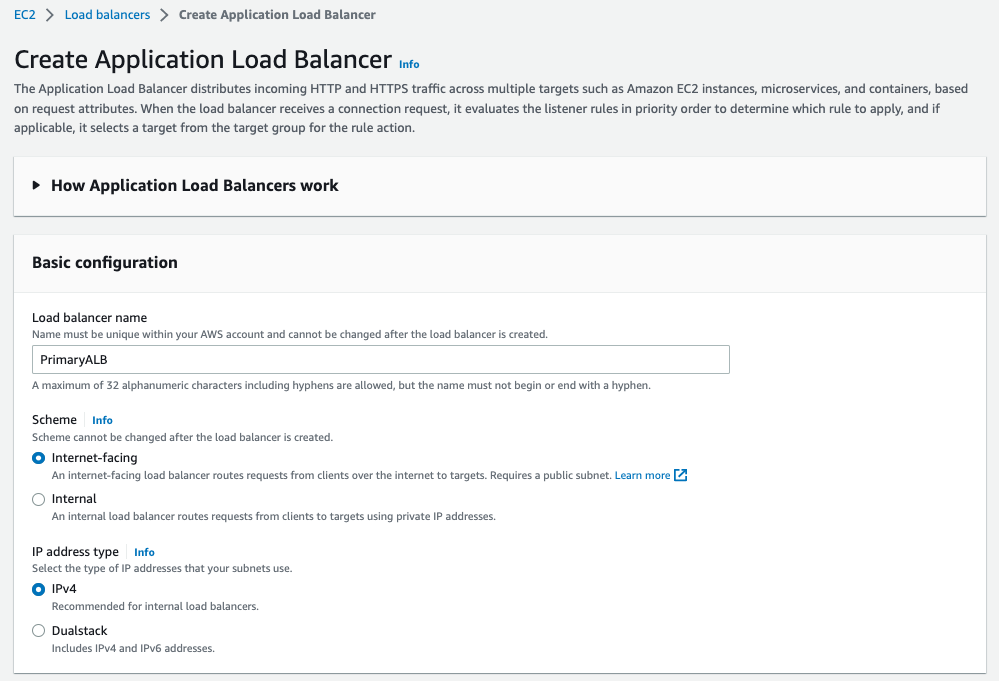 EC2 > Load balancers > Create Application Load Balancer
Create Application Load Balancer Info
The Application Load Balancer distributes incoming HTTP and HTTPS traffic across multiple targets such as Amazon EC2 instances, microservices, and containers, based
on request attributes. When the load balancer receives a connection request, it evaluates the listener rules in priority order to determine which rule to apply, and if
applicable, it selects a target from the target group for the rule action.
How Application Load Balancers work
Basic configuration
Load balancer name
Name must be unique within your AWS account and cannot be changed after the load balancer is created.
PrimaryALB
A maximum of 32 alphanumeric characters including hyphens are allowed, but the name must not begin or end with a hyphen.
Scheme Info
Scheme cannot be changed after the load balancer is created.
Internet-facing
An internet-facing load balancer routes requests from clients over the internet to targets. Requires a public subnet. Learn more
Internal
An internal load balancer routes requests from clients to targets using private IP addresses.
IP address type Info
Select the type of IP addresses that your subnets use.
IPv4
Recommended for internal load balancers.
Dualstack
Includes IPv4 and IPv6 addresses.